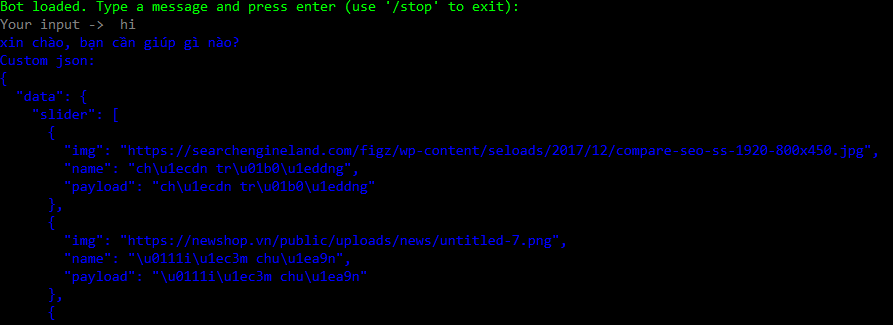 Bot loaded. Type a message and press enter (use '/stop' to exit):
Your input ->  hi
xin chào, bạn cần giúp gì nào?
Custom json:
{
  "data": {
    "slider": [
      {
        "img": "https://searchengineland.com/figz/wp-content/seloads/2017/12/compare-seo-ss-1920-800x450.jpg",
        "name": "ch\u1ecdn tr\u01b0\u1eddng",
        "payload": "ch\u1ecdn tr\u01b0\u1eddng"
      },
      {
        "img": "https://newshop.vn/public/uploads/news/untitled-7.png",
        "name": "\u0111i\u1ec3m chu\u1ea9n",
        "payload": "\u0111i\u1ec3m chu\u1ea9n"
      },
      {